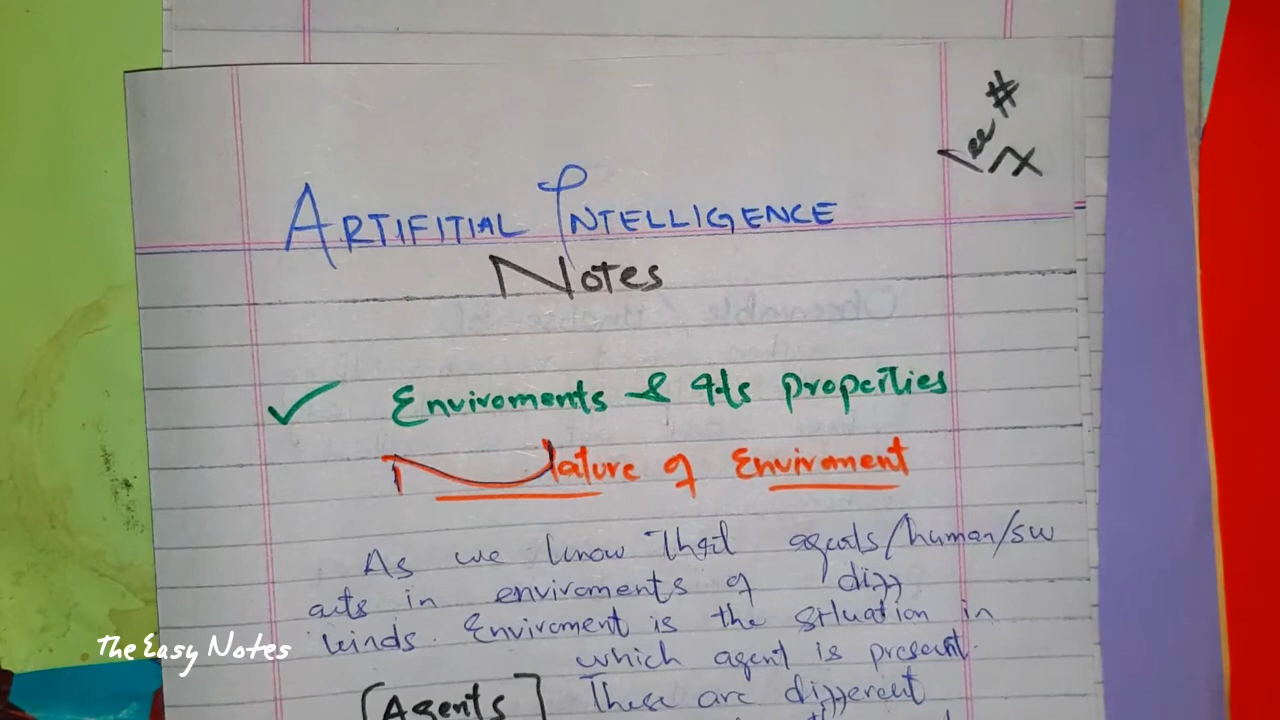 Lec #
7
ARTIFITIAL INTELLIGENCE
NOTES
✓ Enviroments & Its properties
Nature of Enviroment
As we know That agents/human/sw
acts in enviroments of diff
kinds. Enviroment is the situation in
which agent is present.
[Agents] These are different
The Easy Notes